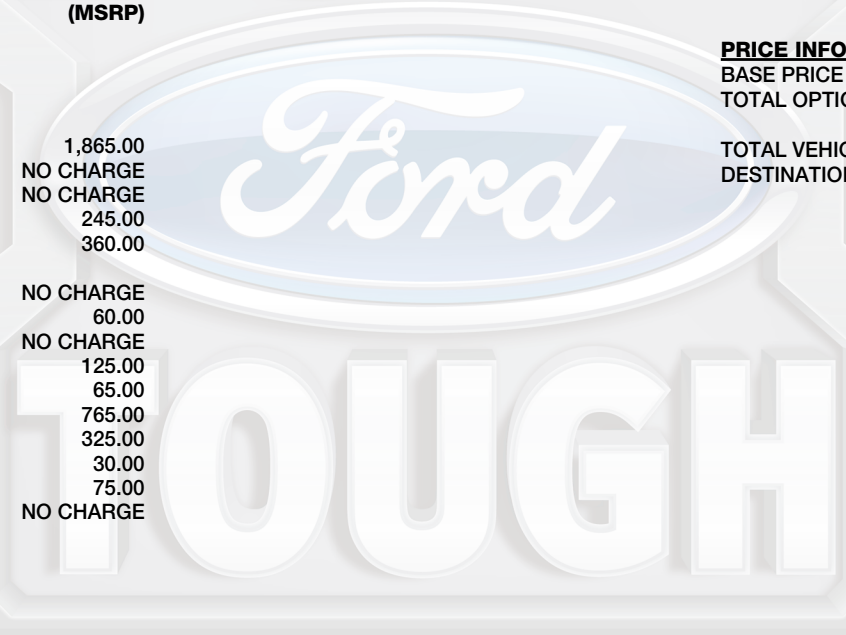 (MSRP)
1,865.00
NO CHARGE
NO CHARGE
245.00
360.00
NO CHARGE
60.00
NO CHARGE
125.00
65.00
765.00
325.00
30.00
75.00
NO CHARGE
PRICE INFO
BASE PRICE
TOTAL OPTIO
TOTAL VEHIC
DESTINATION
Ford
TOUGH